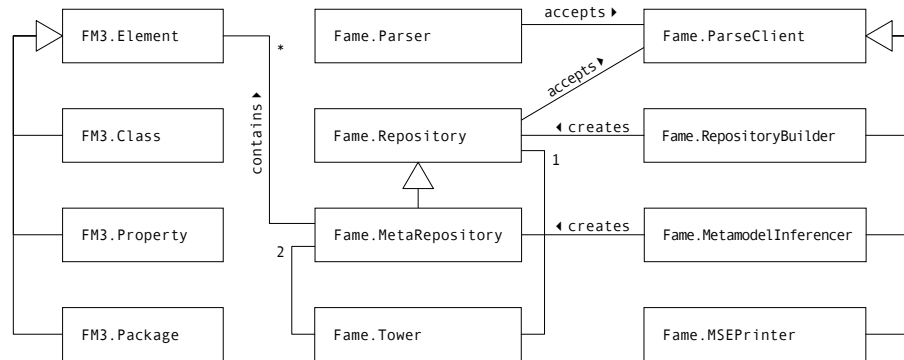 accepts ▸
FM3.Element
Fame.Parser
Fame.ParseClient
*
accepts ▸
contains ▸
FM3.Class
Fame.Repository
◂ creates
Fame.RepositoryBuilder
1
FM3.Property
Fame.MetaRepository
◂ creates
Fame.MetamodelInferencer
2
FM3.Package
Fame.Tower
Fame.MSEPrinter